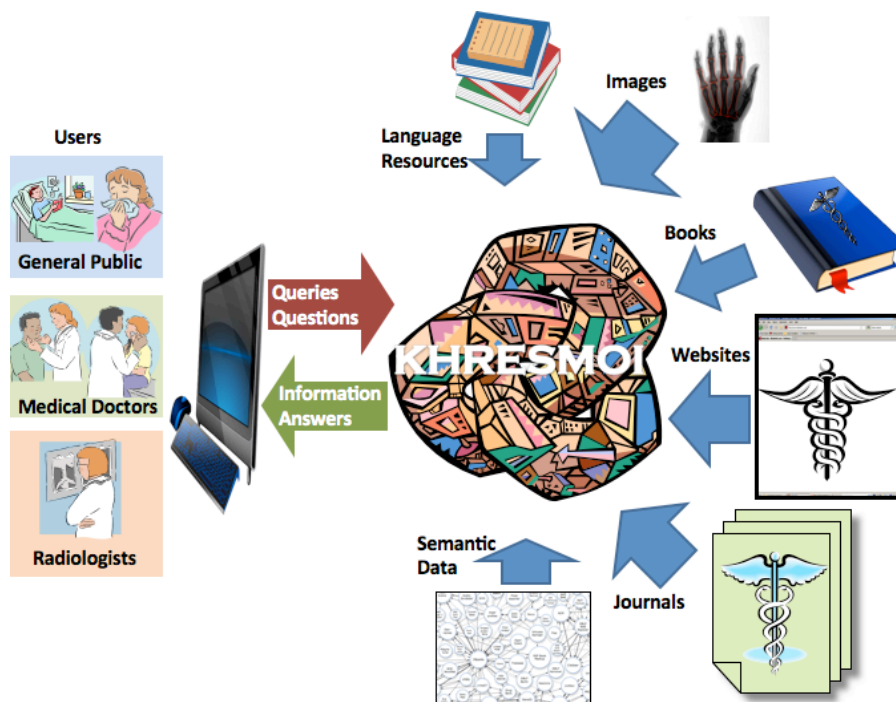 Users
General Public
Medical Doctors
Radiologists
Queries
Questions
Information
Answers
Language
Resources
Images
Books
KHRESMOI
Websites
Semantic
Data
Journals